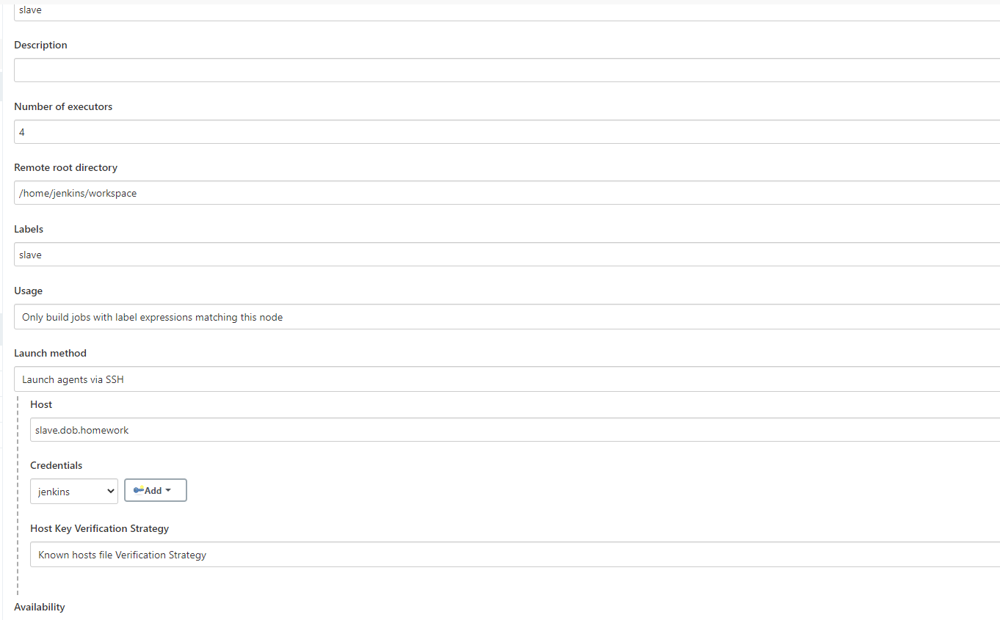 slave
Description
Number of executors
4
Remote root directory
/home/jenkins/workspace
Labels
slave
Usage
Only build jobs with label expressions matching this node
Launch method
Launch agents via SSH
Host
slave.dob.homework
Credentials
jenkins Add
Host Key Verification Strategy
Known hosts file Verification Strategy
Availability